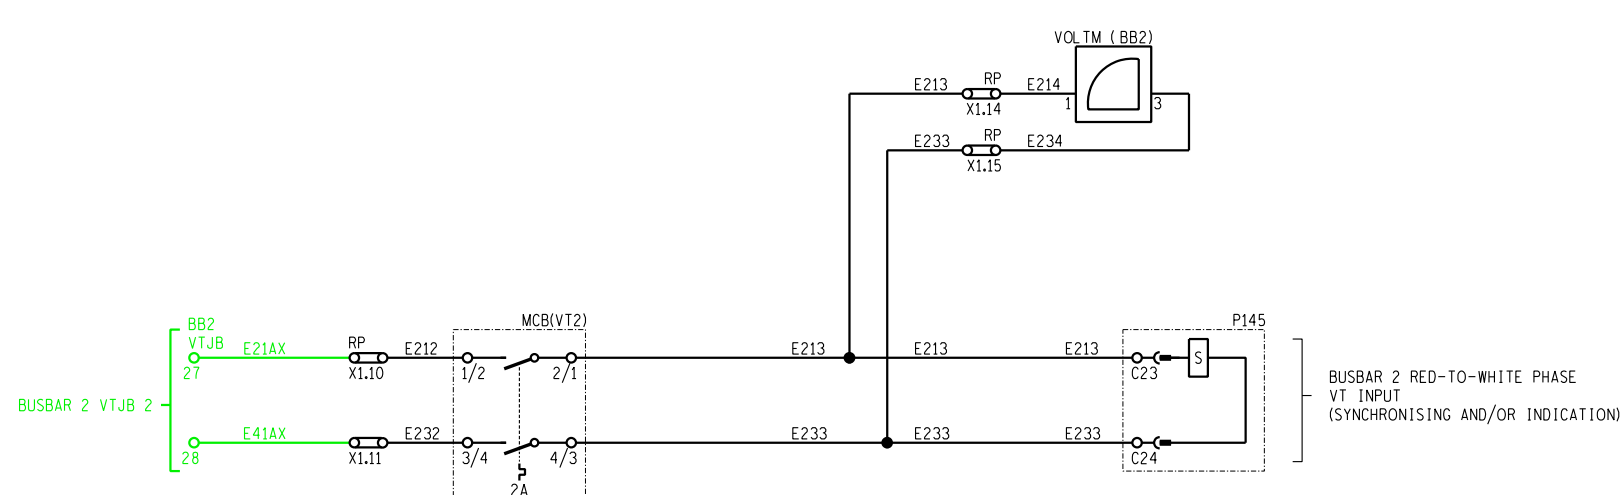 VOLTM (BB2)
E213
RP
E214
X1.14
1
3
E233
RP
E234
X1.15
BB2
VTJB
E21AX
27
RP
X1.10
E212
MCB(VT2)
1/2
2/1
E213
E213
E213
P145
C23
S
BUSBAR 2 VTJB 2
E41AX
28
X1.11
E232
3/4
4/3
2A
E233
E233
E233
C24
BUSBAR 2 RED-TO-WHITE PHASE
VT INPUT
(SYNCHRONISING AND/OR INDICATION)